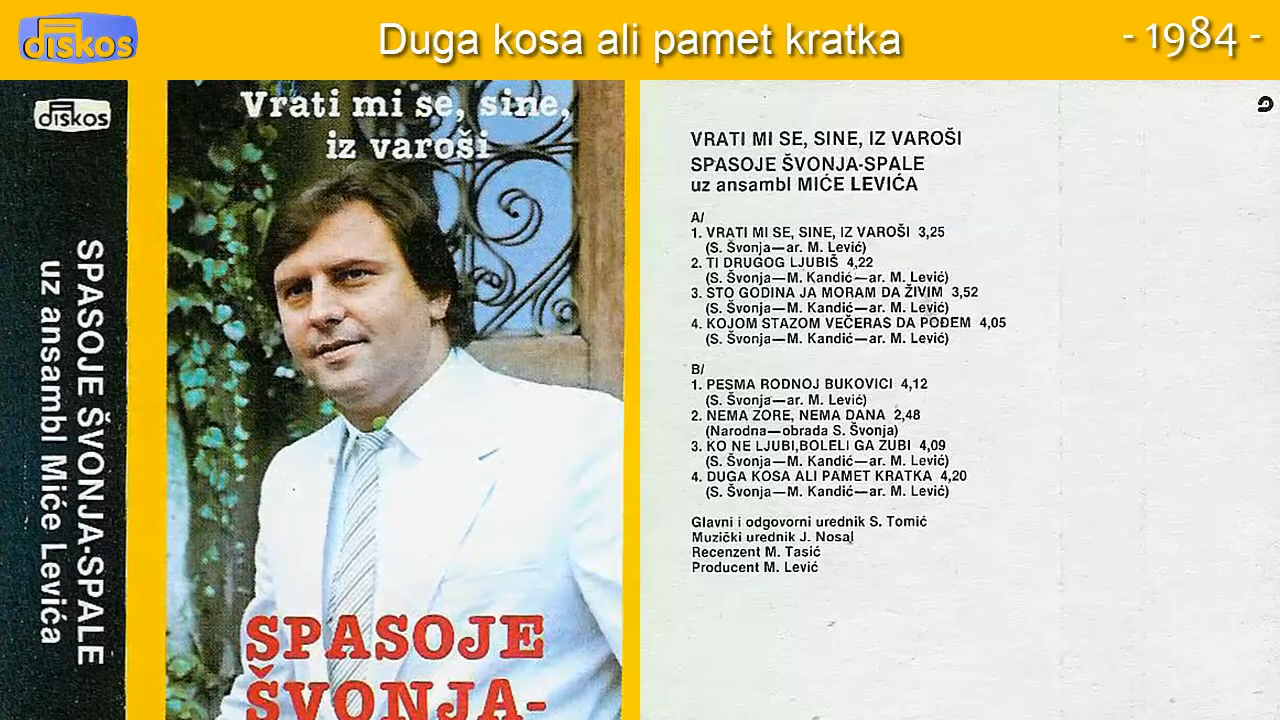 diskos
Duga kosa ali pamet kratka
- 1984 -
diskos
SPASOJE ŠVONJA-SPALE
uz ansambl Miće Levića
Vrati mi se, sine,
iz varoši
SPASOJE
ŠVONJA-
VRATI MI SE, SINE, IZ VAROŠI
SPASOJE ŠVONJA-SPALE
uz ansambl MIĆE LEVIĆA
A/
1. VRATI MI SE, SINE, IZ VAROŠI 3,25
(S. Švonja—ar. M. Lević)
2. TI DRUGOG LJUBIŠ 4,22
(S. Švonja—M. Kandić—ar. M. Lević)
3. STO GODINA JA MORAM DA ŽIVIM 3,52
(S. Švonja—M. Kandić—ar. M. Lević)
4. KOJOM STAZOM VEČERAS DA POĐEM 4,05
(S. Švonja—M. Kandić—ar. M. Lević)
B/
1. PESMA RODNOJ BUKOVICI 4,12
(S. Švonja—ar. M. Lević)
2. NEMA ZORE, NEMA DANA 2,48
(Narodna—obrada S. Švonja)
3. KO NE LJUBI,BOLELI GA ZUBI 4,09
(S. Švonja—M. Kandić—ar. M. Lević)
4. DUGA KOSA ALI PAMET KRATKA 4,20
(S. Švonja—M. Kandić—ar. M. Lević)
Glavni i odgovorni urednik S. Tomić
Muzički urednik J. Nosal
Recenzent M. Tasić
Producent M. Lević